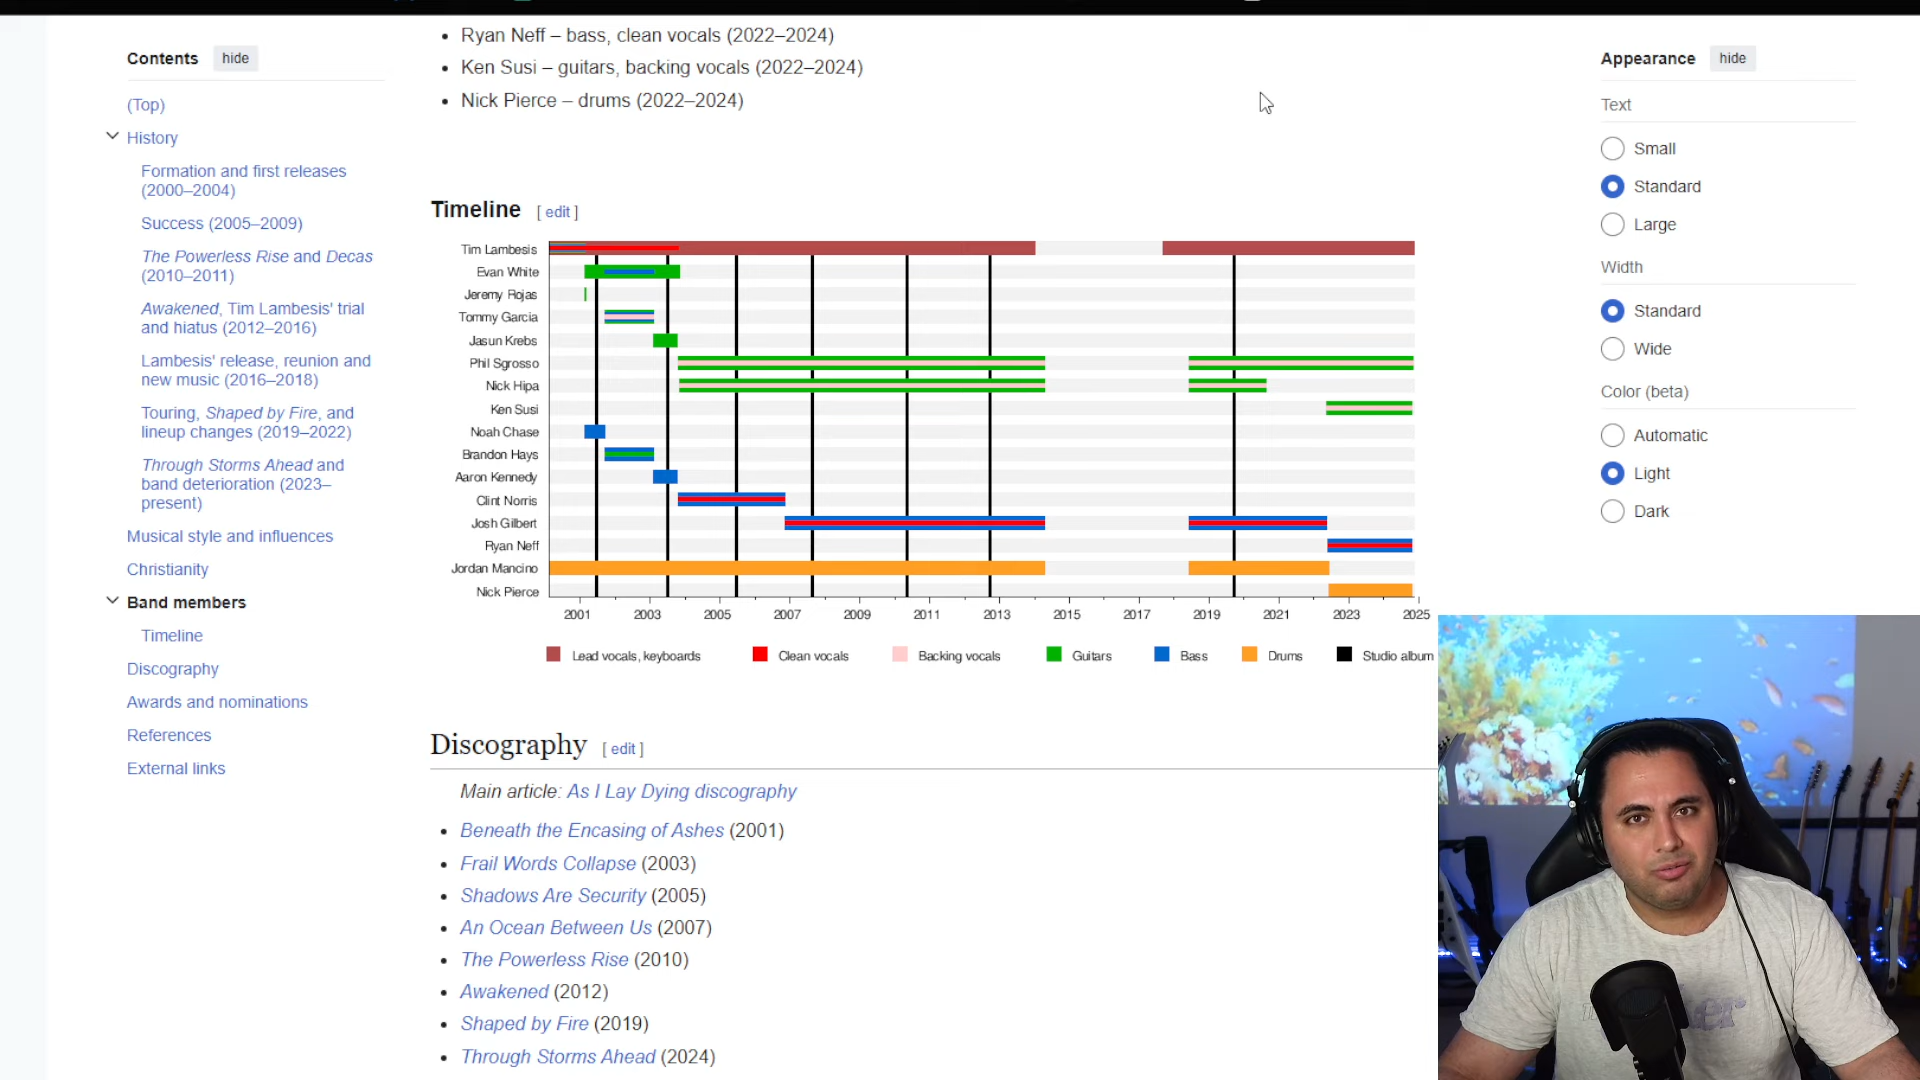 Contents hide
(Top)
History
Formation and first releases
(2000–2004)
Success (2005–2009)
The Powerless Rise and Decas
(2010–2011)
Awakened, Tim Lambesis' trial
and hiatus (2012–2016)
Lambesis' release, reunion and
new music (2016–2018)
Touring, Shaped by Fire, and
lineup changes (2019–2022)
Through Storms Ahead and
band deterioration (2023–
present)
Musical style and influences
Christianity
Band members
Timeline
Discography
Awards and nominations
References
External links
Ryan Neff – bass, clean vocals (2022–2024)
Ken Susi – guitars, backing vocals (2022–2024)
Nick Pierce – drums (2022–2024)
Timeline [ edit ]
Tim Lambesis
Evan White
Jeremy Rojas
Tommy Garcia
Jasun Krebs
Phil Sgrosso
Nick Hipa
Ken Susi
Noah Chase
Brandon Hays
Aaron Kennedy
Clint Norris
Josh Gilbert
Ryan Neff
Jordan Mancino
Nick Pierce
2001 2003 2005 2007 2009 2011 2013 2015 2017 2019 2021 2023 2025
Lead vocals, keyboards Clean vocals Backing vocals Guitars Bass Drums Studio album
Discography [ edit ]
Main article: As I Lay Dying discography
Beneath the Encasing of Ashes (2001)
Frail Words Collapse (2003)
Shadows Are Security (2005)
An Ocean Between Us (2007)
The Powerless Rise (2010)
Awakened (2012)
Shaped by Fire (2019)
Through Storms Ahead (2024)
Appearance hide
Text
Small
Standard
Large
Width
Standard
Wide
Color (beta)
Automatic
Light
Dark